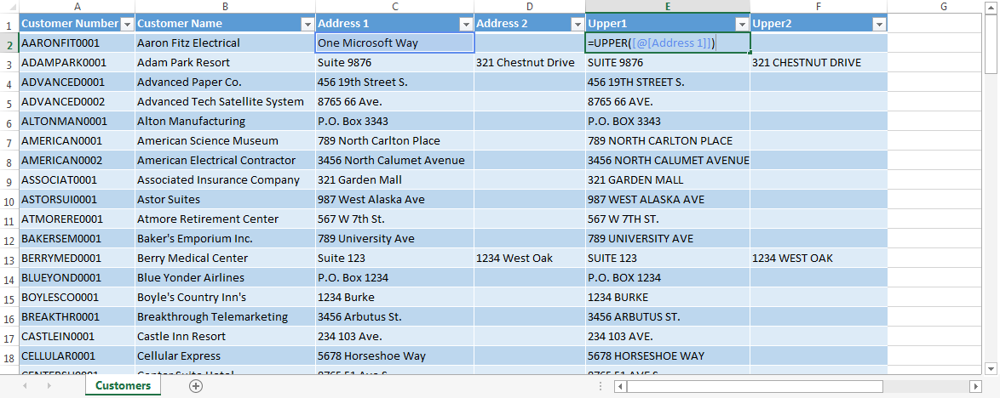 A B C D E F G
1 Customer Number Customer Name Address 1 Address 2 Upper1 Upper2
2 AARONFIT0001 Aaron Fitz Electrical One Microsoft Way =UPPER([@[Address 1]])
3 ADAMPARK0001 Adam Park Resort Suite 9876 321 Chestnut Drive SUITE 9876 321 CHESTNUT DRIVE
4 ADVANCED0001 Advanced Paper Co. 456 19th Street S. 456 19TH STREET S.
5 ADVANCED0002 Advanced Tech Satellite System 8765 66 Ave. 8765 66 AVE.
6 ALTONMAN0001 Alton Manufacturing P.O. Box 3343 P.O. BOX 3343
7 AMERICAN0001 American Science Museum 789 North Carlton Place 789 NORTH CARLTON PLACE
8 AMERICAN0002 American Electrical Contractor 3456 North Calumet Avenue 3456 NORTH CALUMET AVENUE
9 ASSOCIAT0001 Associated Insurance Company 321 Garden Mall 321 GARDEN MALL
10 ASTORSUI0001 Astor Suites 987 West Alaska Ave 987 WEST ALASKA AVE
11 ATMORERE0001 Atmore Retirement Center 567 W 7th St. 567 W 7TH ST.
12 BAKERSEM0001 Baker's Emporium Inc. 789 University Ave 789 UNIVERSITY AVE
13 BERRYMED0001 Berry Medical Center Suite 123 1234 West Oak SUITE 123 1234 WEST OAK
14 BLUEYOND0001 Blue Yonder Airlines P.O. Box 1234 P.O. BOX 1234
15 BOYLESCO0001 Boyle's Country Inn's 1234 Burke 1234 BURKE
16 BREAKTHR0001 Breakthrough Telemarketing 3456 Arbutus St. 3456 ARBUTUS ST.
17 CASTLEIN0001 Castle Inn Resort 234 103 Ave. 234 103 AVE.
18 CELLULAR0001 Cellular Express 5678 Horseshoe Way 5678 HORSESHOE WAY
Customers